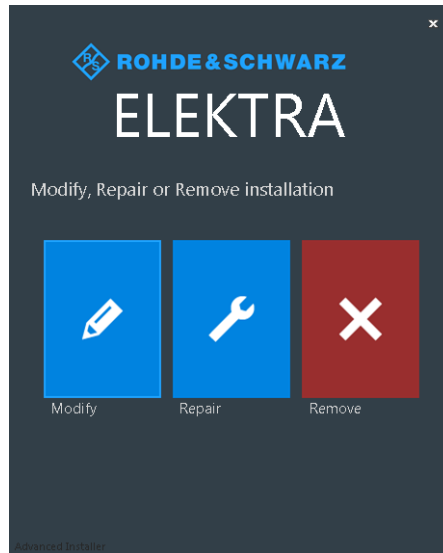 ROHDE&SCHWARZ
ELEKTRA
Modify, Repair or Remove installation
Modify Repair Remove
Advanced Installer